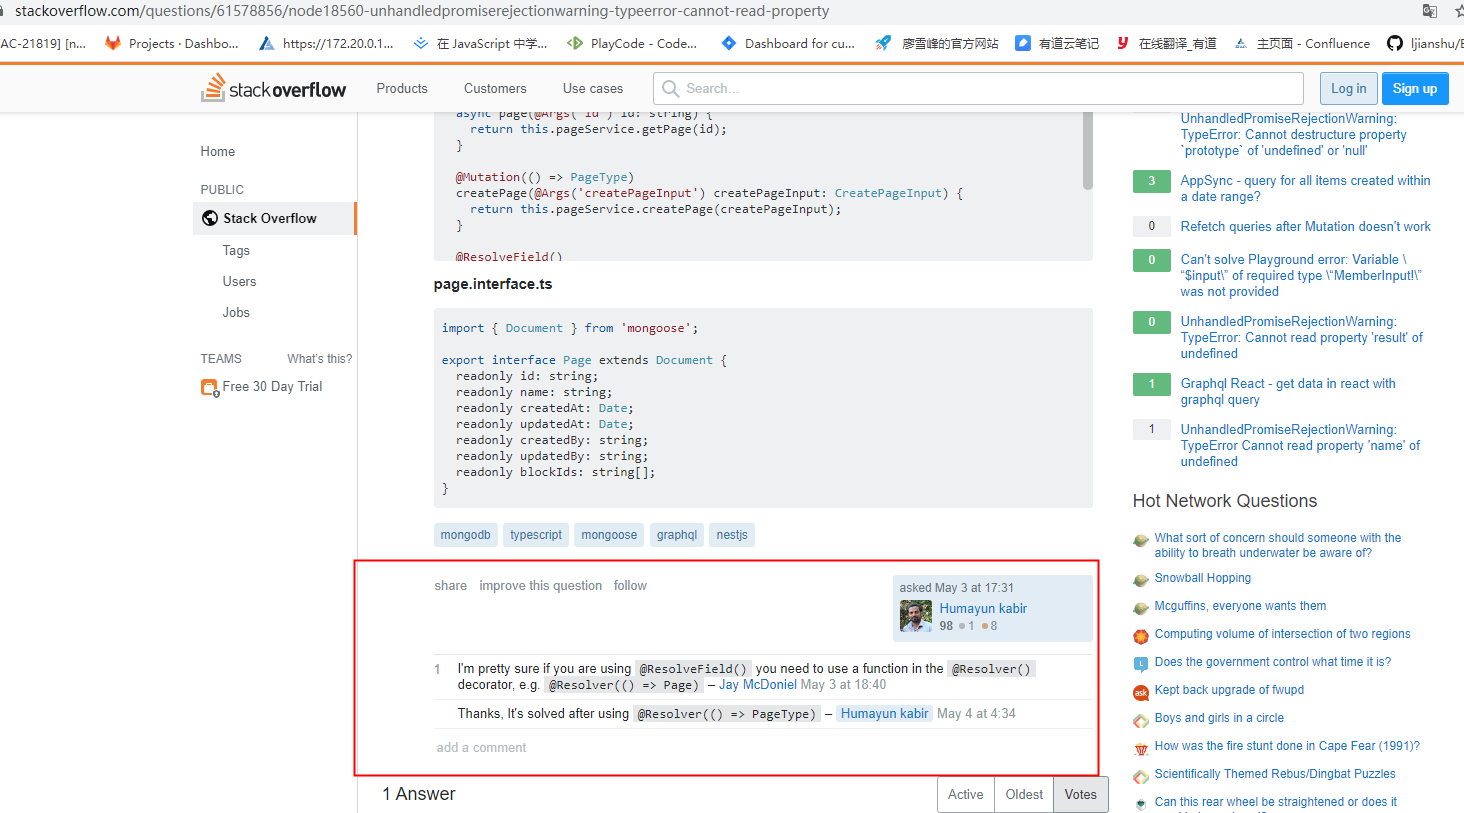 stackoverflow.com/questions/61578856/node18560-unhandledpromiserejectionwarning-typeerror-cannot-read-property
AC-21819] [n...
Projects · Dashbo...
https://172.20.0.1...
在 JavaScript 中学...
PlayCode - Code...
Dashboard for cu...
廖雪峰的官方网站
有道云笔记
在线翻译_有道
主页面 - Confluence
ljianshu/B
stackoverflow
Products
Customers
Use cases
Search...
Log in
Sign up
Home
PUBLIC
Stack Overflow
Tags
Users
Jobs
TEAMS What's this?
Free 30 Day Trial
async page(@Args('id') id: string) {
return this.pageService.getPage(id);
}
@Mutation(() => PageType)
createPage(@Args('createPageInput') createPageInput: CreatePageInput) {
return this.pageService.createPage(createPageInput);
}
@ResolveField()
page.interface.ts
import { Document } from 'mongoose';
export interface Page extends Document {
readonly id: string;
readonly name: string;
readonly createdAt: Date;
readonly updatedAt: Date;
readonly createdBy: string;
readonly updatedBy: string;
readonly blockIds: string[];
}
mongodb typescript mongoose graphql nestjs
share improve this question follow
asked May 3 at 17:31
Humayun kabir
98 1 8
1 I'm pretty sure if you are using @ResolveField() you need to use a function in the @Resolver()
decorator, e.g. @Resolver(() => Page) – Jay McDoniel May 3 at 18:40
Thanks, It's solved after using @Resolver(() => PageType) – Humayun kabir May 4 at 4:34
add a comment
1 Answer
Active Oldest Votes
UnhandledPromiseRejectionWarning:
TypeError: Cannot destructure property
`prototype` of 'undefined' or 'null'
3 AppSync - query for all items created within
a date range?
0 Refetch queries after Mutation doesn't work
0 Can't solve Playground error: Variable \
“$input\” of required type \“MemberInput!\”
was not provided
0 UnhandledPromiseRejectionWarning:
TypeError: Cannot read property 'result' of
undefined
1 Graphql React - get data in react with
graphql query
1 UnhandledPromiseRejectionWarning:
TypeError Cannot read property 'name' of
undefined
Hot Network Questions
What sort of concern should someone with the
ability to breath underwater be aware of?
Snowball Hopping
Mcguffins, everyone wants them
Computing volume of intersection of two regions
Does the government control what time it is?
ask Kept back upgrade of fwupd
Boys and girls in a circle
How was the fire stunt done in Cape Fear (1991)?
Scientifically Themed Rebus/Dingbat Puzzles
Can this rear wheel be straightened or does it